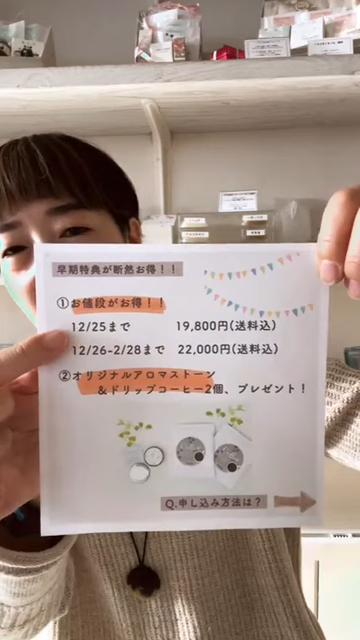 早期特典が断然お得！！
①お値段がお得！！
12/25まで 19,800円(送料込)
12/26-2/28まで 22,000円(送料込)
②オリジナルアロマストーン
＆ドリップコーヒー2個、プレゼント！
Q.申し込み方法は？